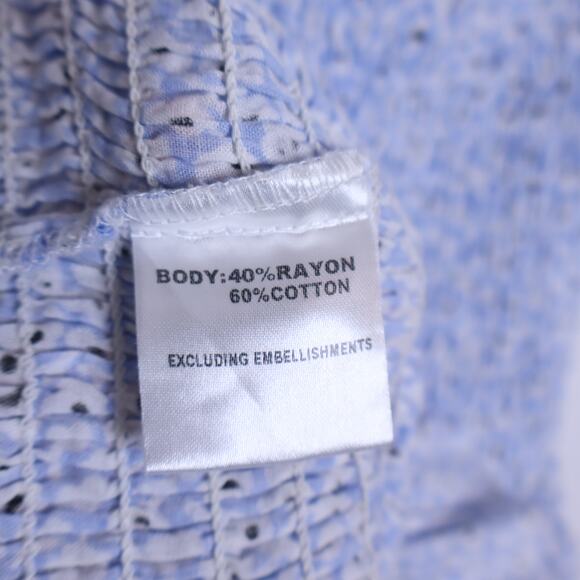 BODY:40%RAYON
60%COTTON
EXCLUDING EMBELLISHMENTS